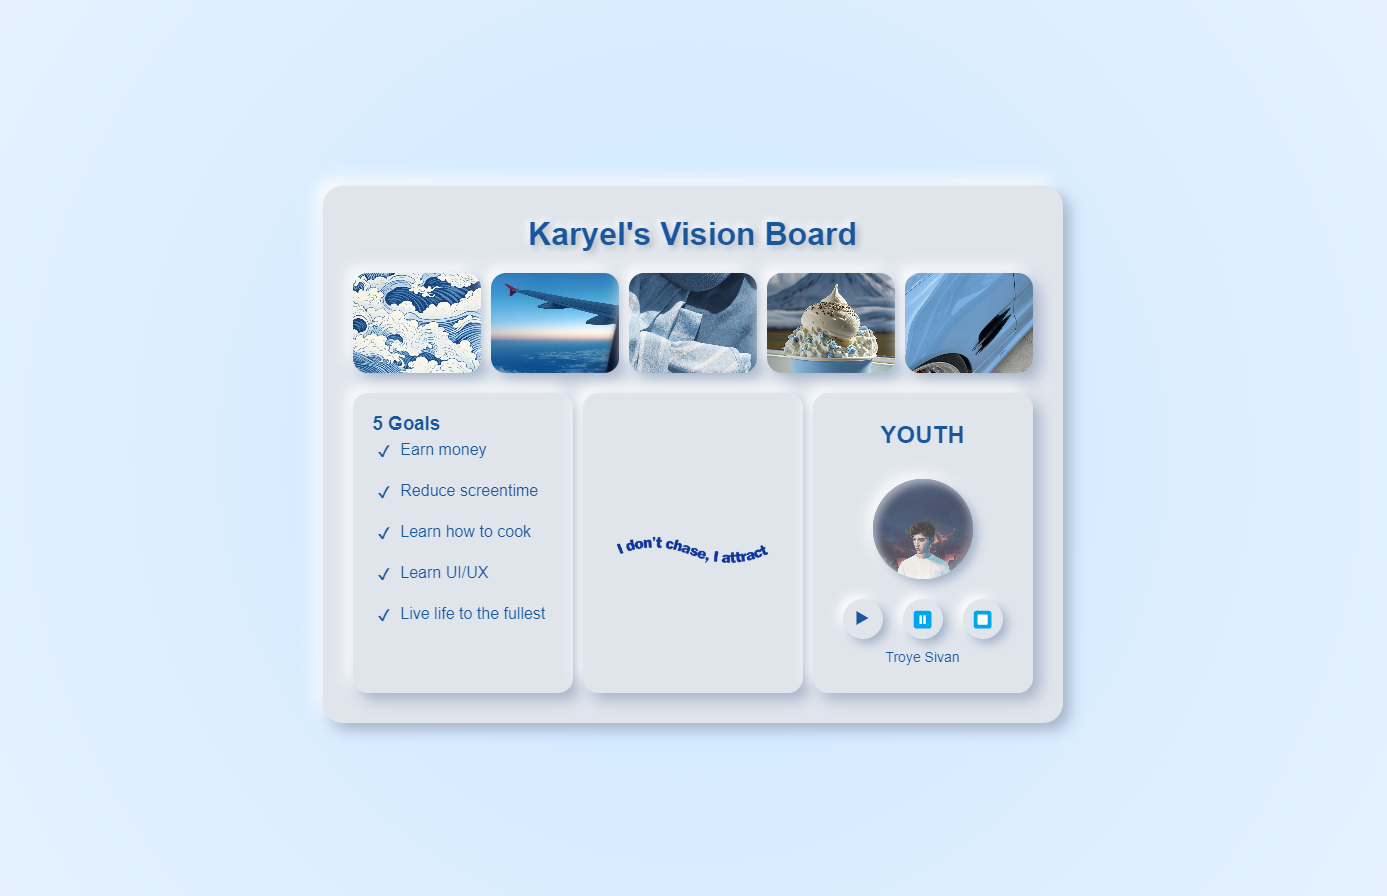 Karyel's Vision Board
5 Goals
✓ Earn money
✓ Reduce screentime
✓ Learn how to cook
✓ Learn UI/UX
✓ Live life to the fullest
I don't chase, I attract
YOUTH
Troye Sivan